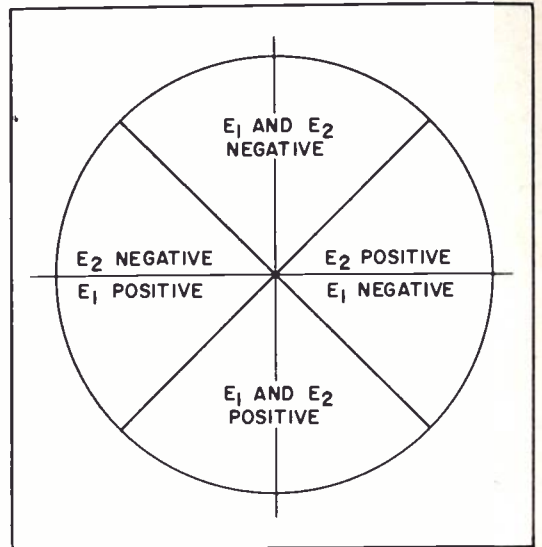 E₁ AND E₂
NEGATIVE
E₂ NEGATIVE
E₁ POSITIVE
E₂ POSITIVE
E₁ NEGATIVE
E₁ AND E₂
POSITIVE